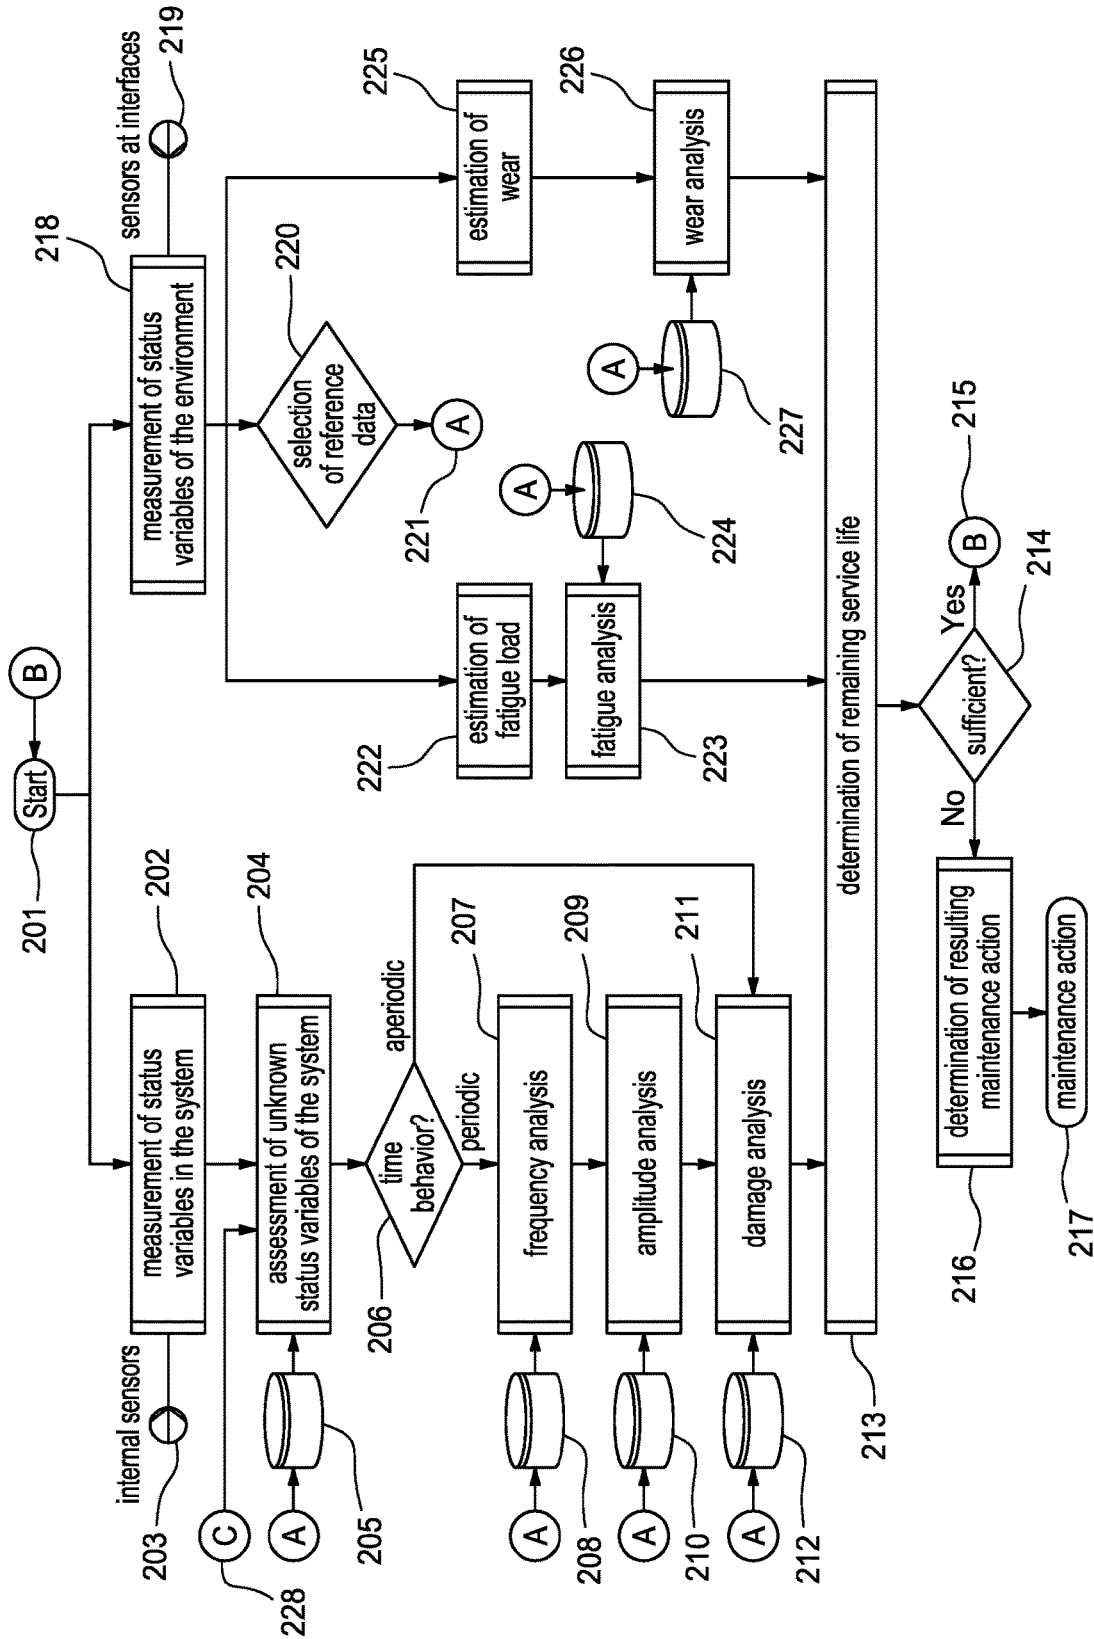 B
Start
201
measurement of status
variables in the system
202
internal sensors
203
measurement of status
variables of the environment
218
sensors at interfaces
219
C
228
assessment of unknown
status variables of the system
204
A
205
selection
of reference
data
220
A
221
time
behavior?
206
aperiodic
periodic
frequency analysis
207
A
208
amplitude analysis
209
A
210
damage analysis
211
A
212
estimation of
fatigue load
222
fatigue analysis
223
A
224
estimation of
wear
225
wear analysis
226
A
227
determination of remaining service life
213
sufficient?
214
Yes
B
215
No
determination of resulting
maintenance action
216
maintenance action
217